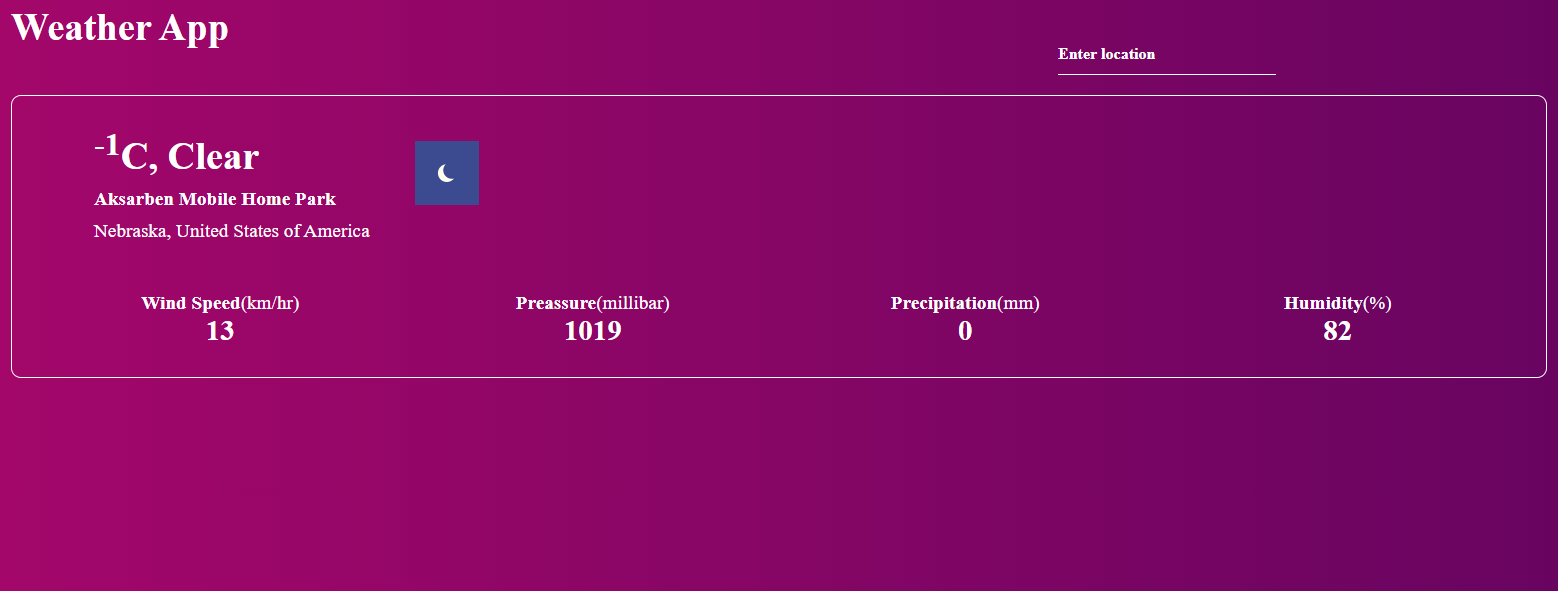 Weather App
Enter location
-1C, Clear
Aksarben Mobile Home Park
Nebraska, United States of America
Wind Speed(km/hr) Preassure(millibar) Precipitation(mm) Humidity(%)
13 1019 0 82